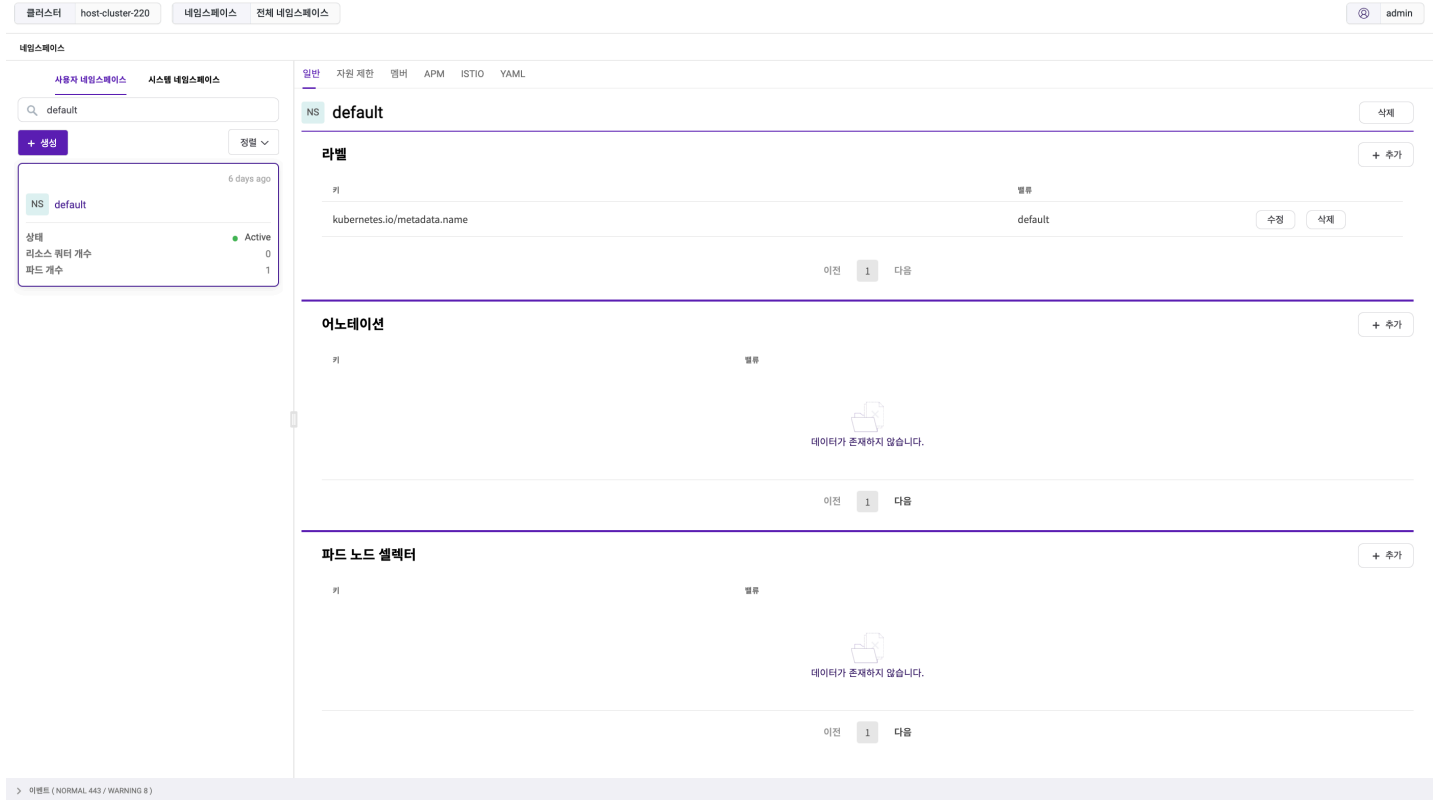 클러스터 host-cluster-220 네임스페이스 전체 네임스페이스 admin
네임스페이스
사용자 네임스페이스 시스템 네임스페이스
default
+ 생성 정렬
6 days ago
NS default
상태 Active
리소스 쿼터 개수 0
파드 개수 1
일반 자원 제한 멤버 APM ISTIO YAML
NS default 삭제
라벨 + 추가
키 밸류
kubernetes.io/metadata.name default 수정 삭제
이전 1 다음
어노테이션 + 추가
키 밸류
데이터가 존재하지 않습니다.
이전 1 다음
파드 노드 셀렉터 + 추가
키 밸류
데이터가 존재하지 않습니다.
이전 1 다음
이벤트 ( NORMAL 443 / WARNING 8 )